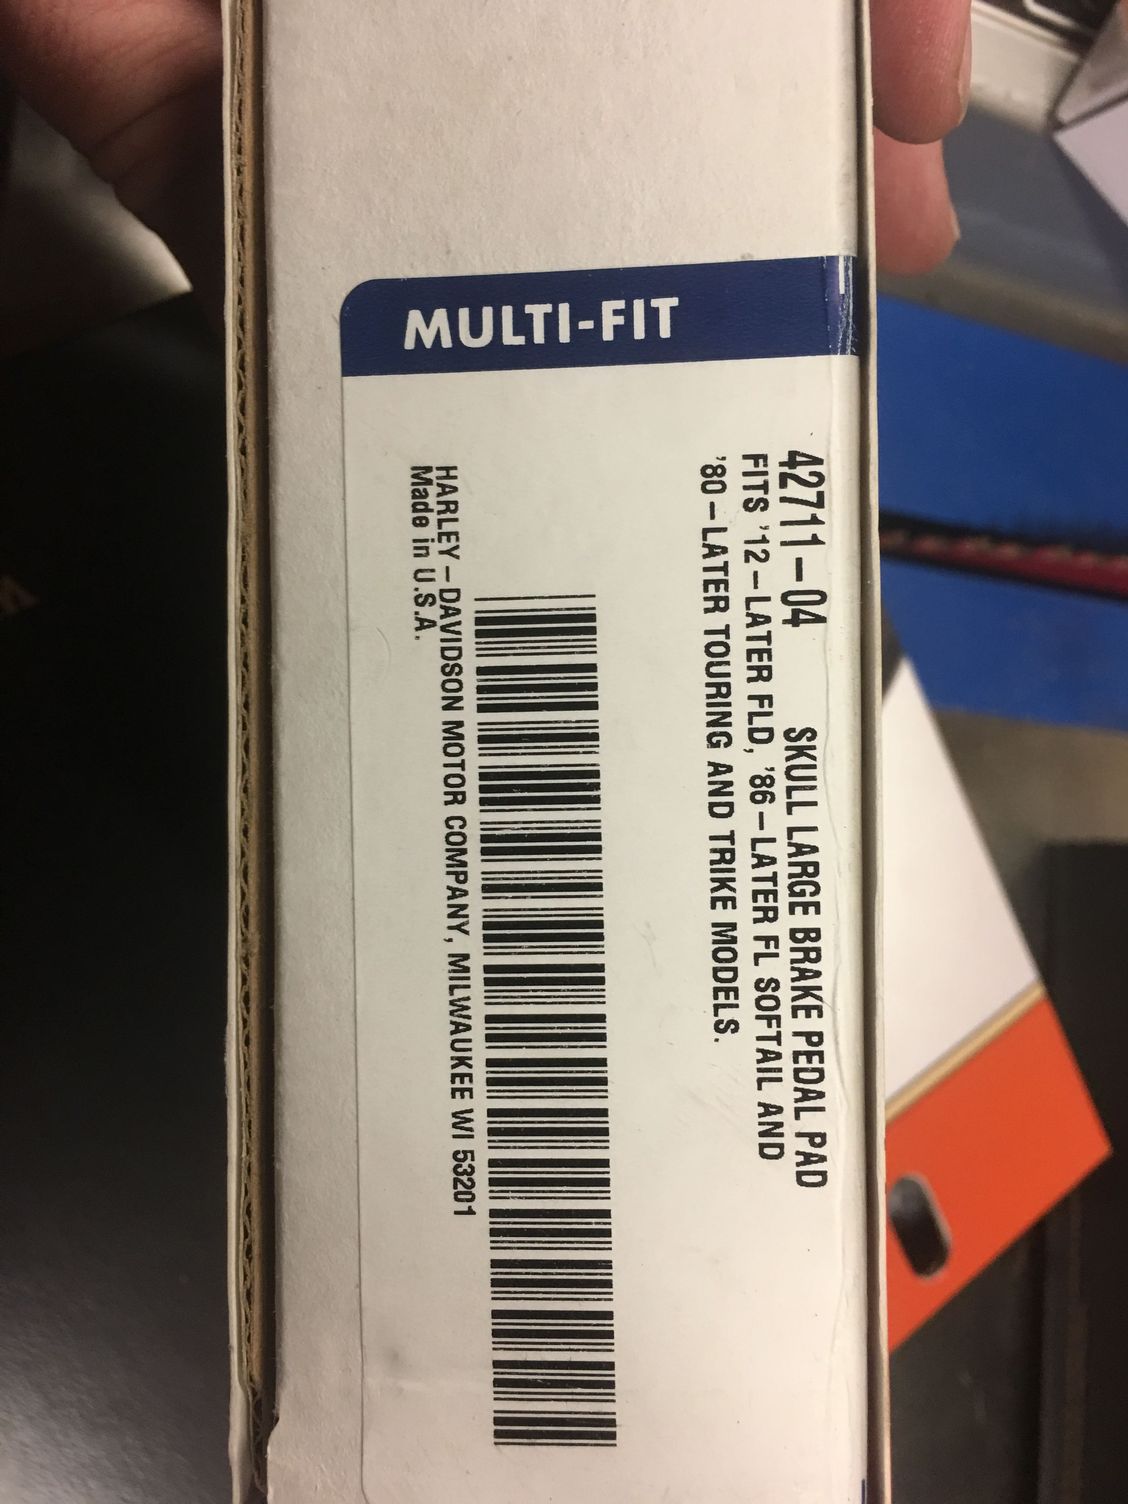 MULTI-FIT
42711-04 SKULL LARGE BRAKE PEDAL PAD
FITS '12-LATER FLD, '86-LATER FL SOFTAIL AND
'80-LATER TOURING AND TRIKE MODELS.
HARLEY-DAVIDSON MOTOR COMPANY, MILWAUKEE WI 53201
Made in U.S.A.